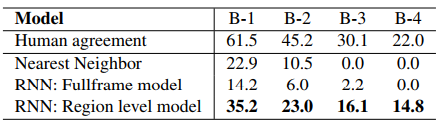 Model B-1 B-2 B-3 B-4
Human agreement 61.5 45.2 30.1 22.0
Nearest Neighbor 22.9 10.5 0.0 0.0
RNN: Fullframe model 14.2 6.0 2.2 0.0
RNN: Region level model 35.2 23.0 16.1 14.8